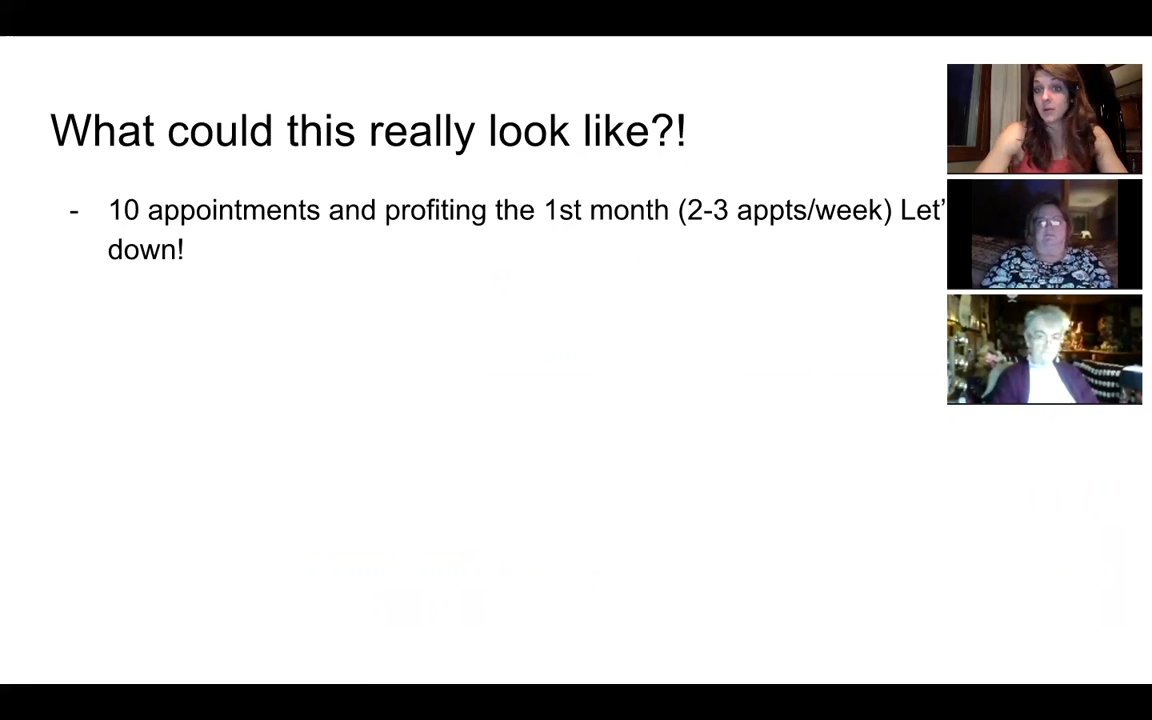 What could this really look like?!
- 10 appointments and profiting the 1st month (2-3 appts/week) Let’
down!